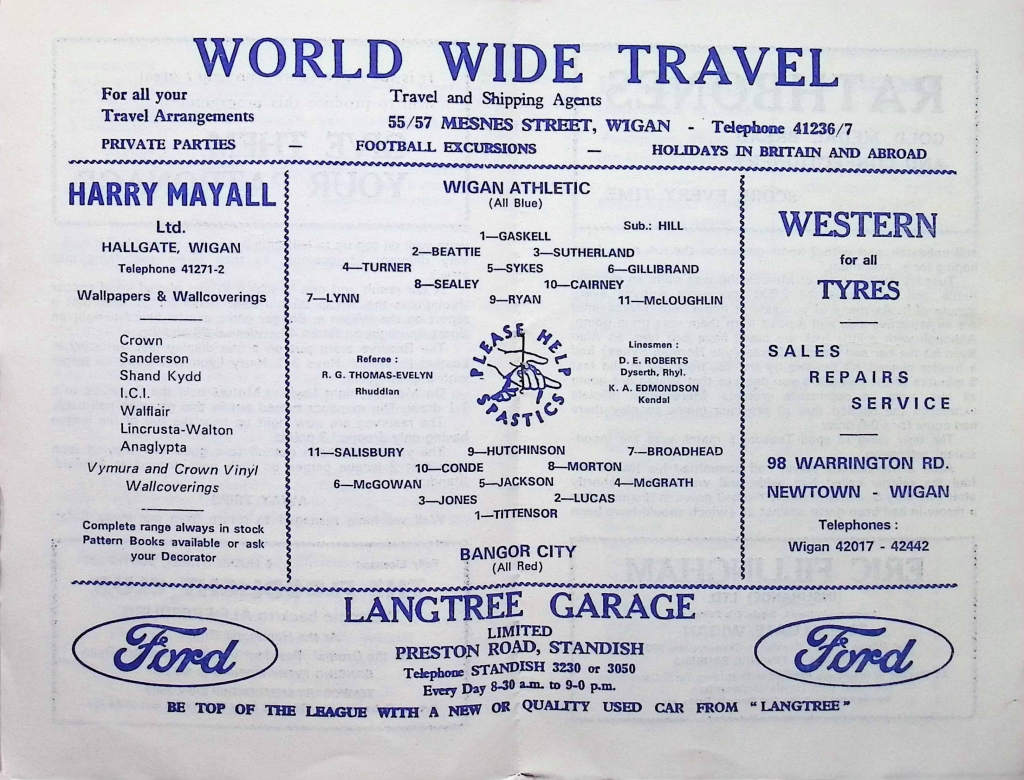 WORLD WIDE TRAVEL
For all your
Travel Arrangements
Travel and Shipping Agents
55/57 MESNES STREET, WIGAN - Telephone 41236/7
PRIVATE PARTIES — FOOTBALL EXCURSIONS — HOLIDAYS IN BRITAIN AND ABROAD
HARRY MAYALL
Ltd.
HALLGATE, WIGAN
Telephone 41271-2
Wallpapers & Wallcoverings
Crown
Sanderson
Shand Kydd
I.C.I.
Walflair
Lincrusta-Walton
Anaglypta
Vymura and Crown Vinyl
Wallcoverings
Complete range always in stock
Pattern Books available or ask
your Decorator
WIGAN ATHLETIC
(All Blue)
Sub.: HILL
1—GASKELL
2—BEATTIE 3—SUTHERLAND
4—TURNER 5—SYKES 6—GILLIBRAND
8—SEALEY 10—CAIRNEY
7—LYNN 9—RYAN 11—McLOUGHLIN
Referee :
R. G. THOMAS-EVELYN
Rhuddlan
PLEASE HELP
SPASTICS
Linesmen :
D. E. ROBERTS
Dyserth, Rhyl.
K. A. EDMONDSON
Kendal
11—SALISBURY 9—HUTCHINSON 7—BROADHEAD
10—CONDE 8—MORTON
6—McGOWAN 5—JACKSON 4—McGRATH
3—JONES 2—LUCAS
1—TITTENSOR
BANGOR CITY
(All Red)
WESTERN
for all
TYRES
SALES
REPAIRS
SERVICE
98 WARRINGTON RD.
NEWTOWN - WIGAN
Telephones :
Wigan 42017 - 42442
LANGTREE GARAGE
LIMITED
PRESTON ROAD, STANDISH
Telephone STANDISH 3230 or 3050
Every Day 8-30 a.m. to 9-0 p.m.
Ford
Ford
BE TOP OF THE LEAGUE WITH A NEW OR QUALITY USED CAR FROM "LANGTREE"